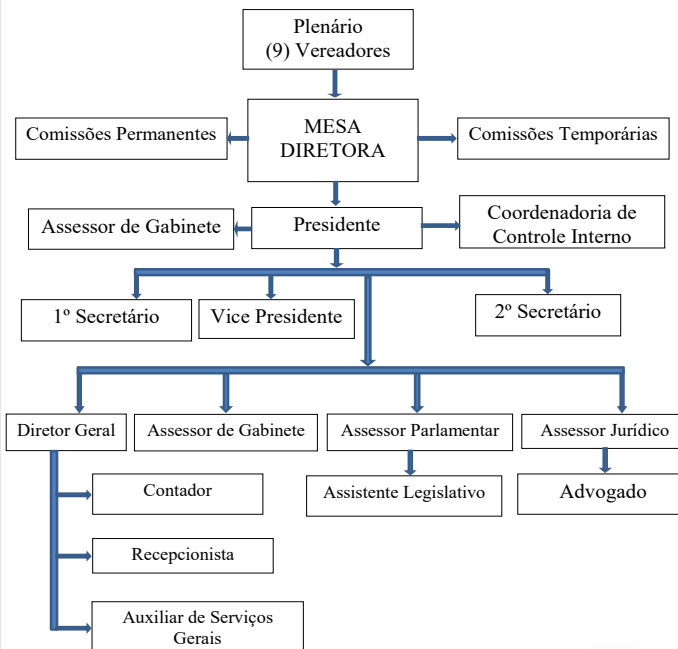 Plenário
(9) Vereadores
Comissões Permanentes
MESA
DIRETORA
Comissões Temporárias
Assessor de Gabinete
Presidente
Coordenadoria de
Controle Interno
1º Secretário
Vice Presidente
2º Secretário
Diretor Geral
Assessor de Gabinete
Assessor Parlamentar
Assessor Jurídico
Contador
Assistente Legislativo
Advogado
Recepcionista
Auxiliar de Serviços
Gerais